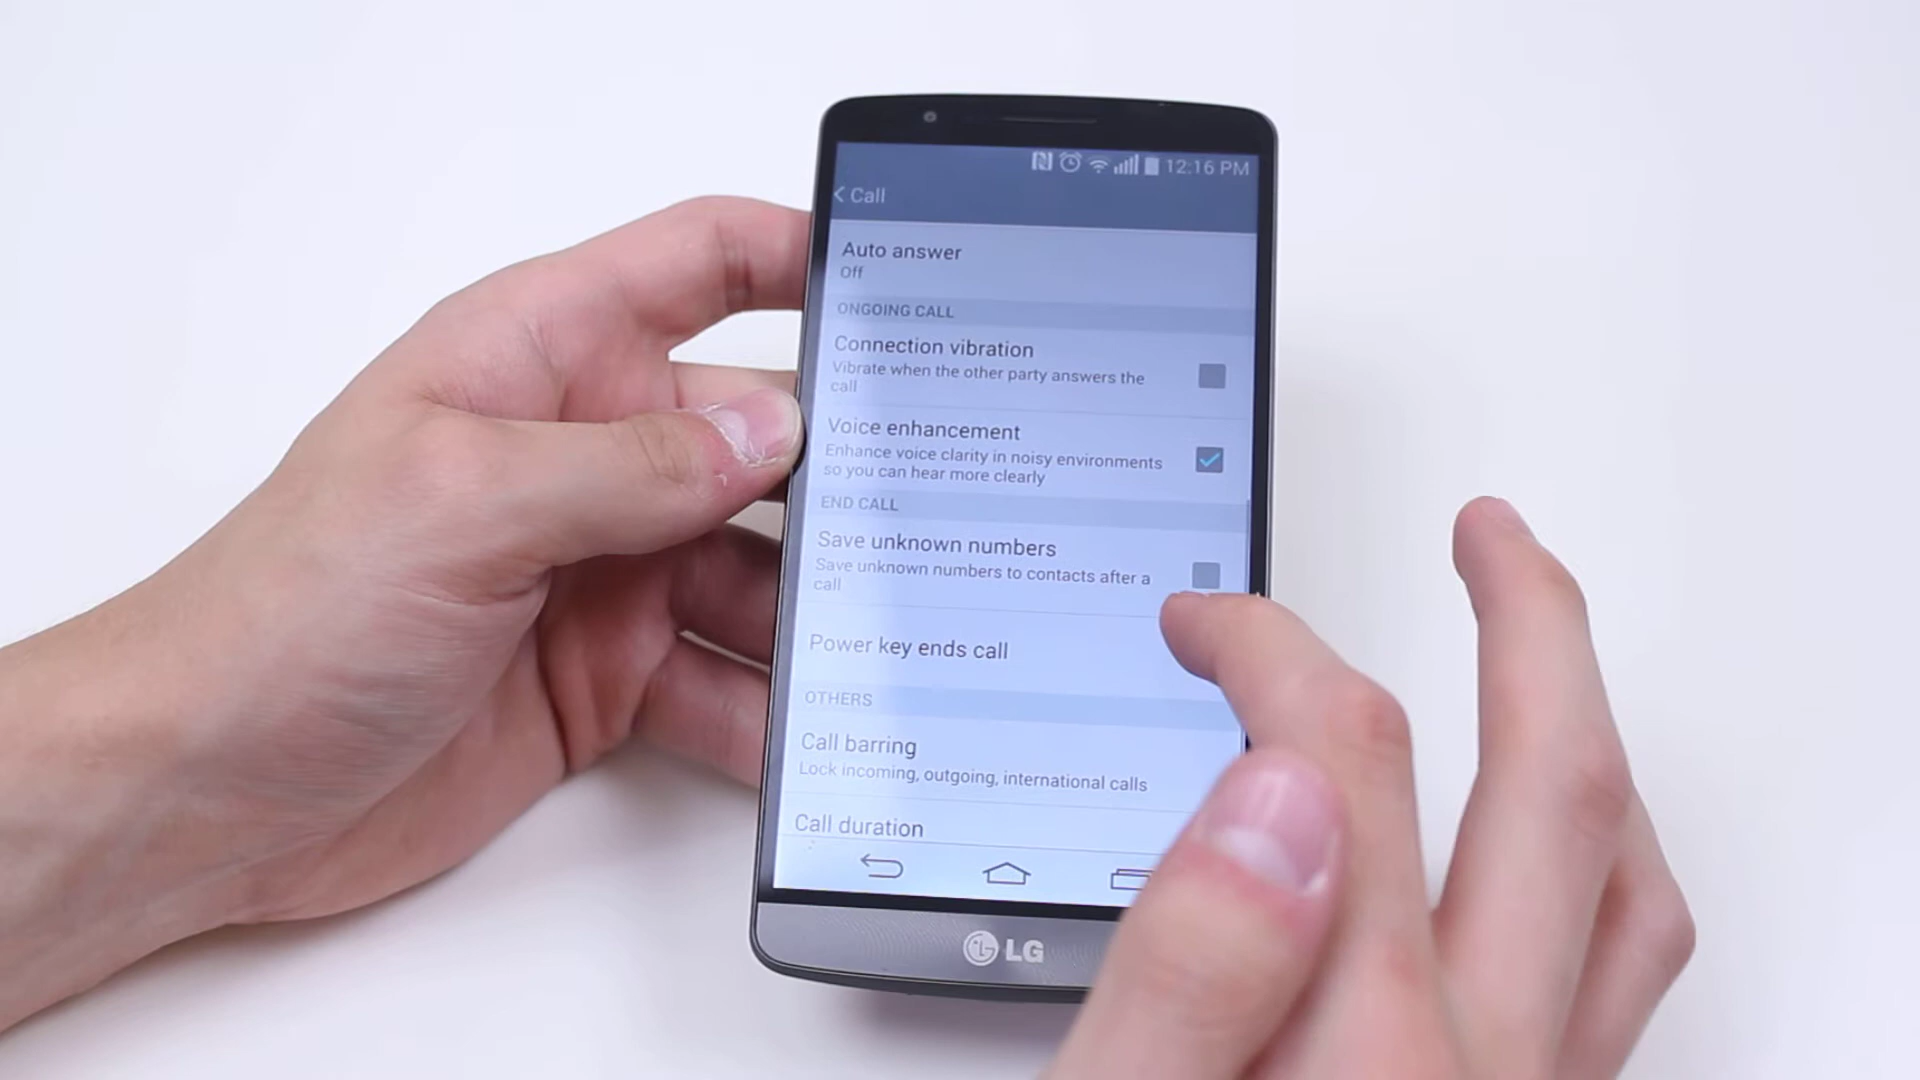 12:16 PM
Call
Auto answer
Off
ONGOING CALL
Connection vibration
Vibrate when the other party answers the
call
Voice enhancement
Enhance voice clarity in noisy environments
so you can hear more clearly
END CALL
Save unknown numbers
Save unknown numbers to contacts after a
call
Power key ends call
OTHERS
Call barring
Lock incoming, outgoing, international calls
Call duration
LG